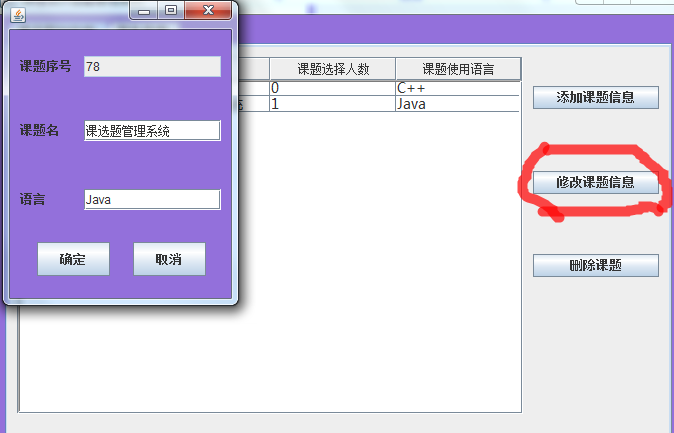 课题序号 78
课题名 课选题管理系统
语言 Java
确定 取消
课题选择人数 课题使用语言
0 C++
1 Java
添加课题信息
修改课题信息
删除课题